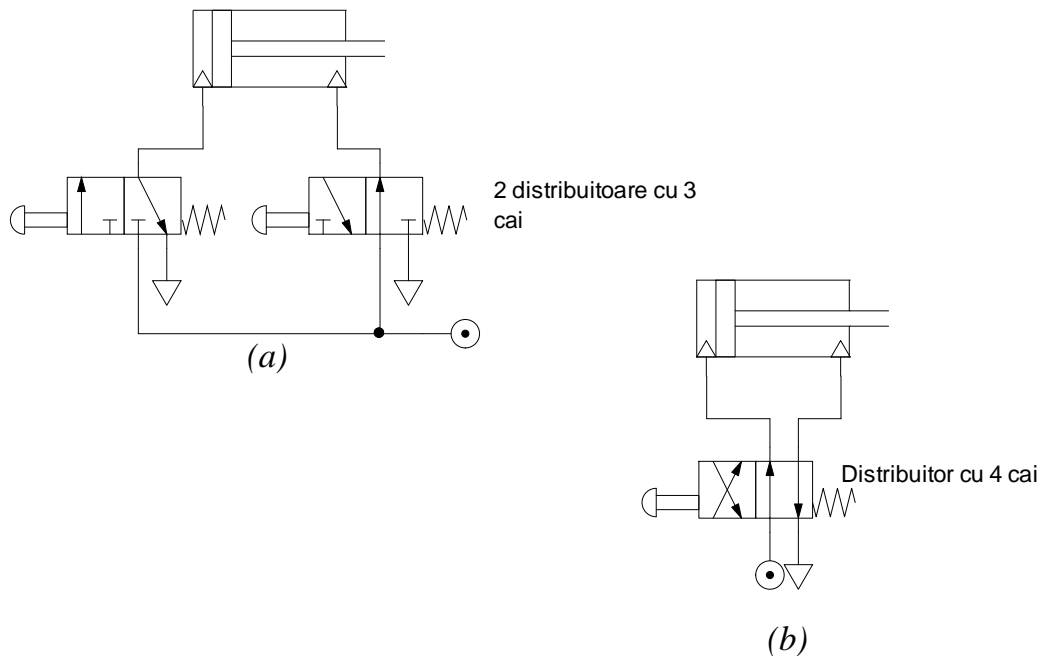 2 distribuitoare cu 3
cai
(a)
Distribuitor cu 4 cai
(b)